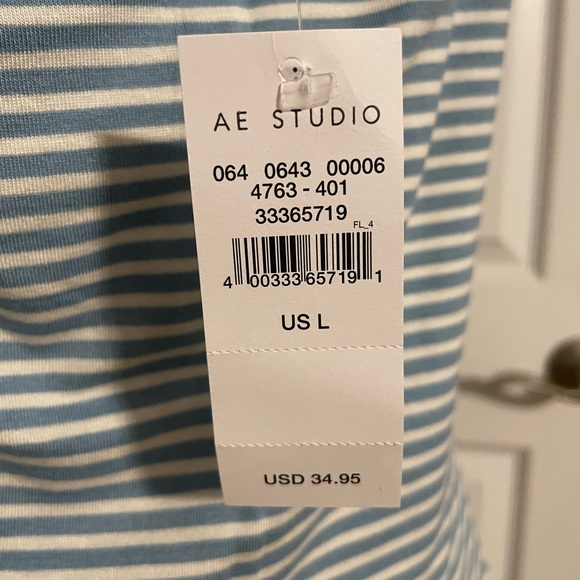 AE STUDIO
064 0643 00006
4763 - 401
33365719
FL_4
4 00333 65719 1
US L
USD 34.95